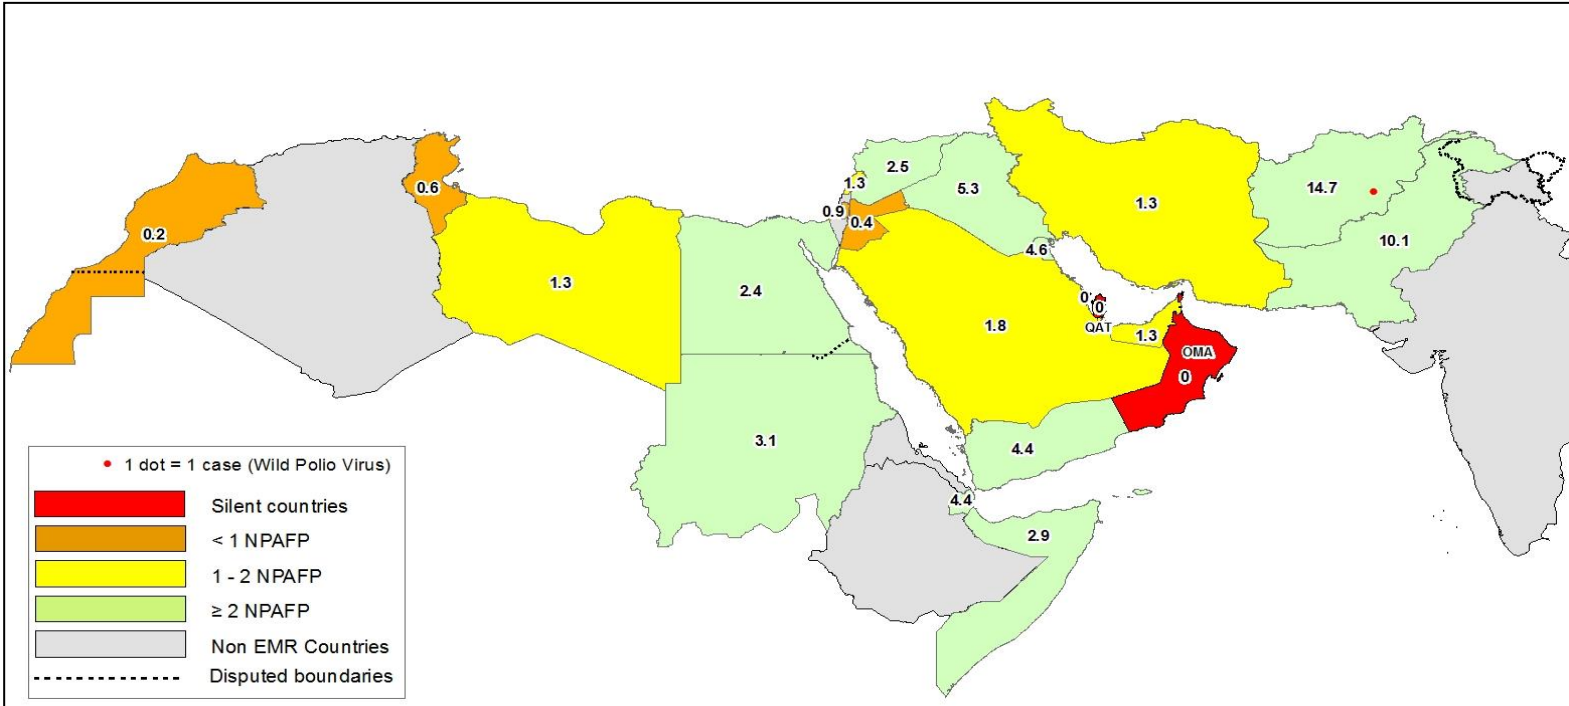 2.5
1.3
5.3
14.7
0.6
1.3
0.9
0.4
0.2
4.6
10.1
1.3
2.4
0
0
1.8
QAT
1.3
OMA
0
3.1
4.4
4.4
2.9
1 dot = 1 case (Wild Polio Virus)
Silent countries
< 1 NPAFP
1 - 2 NPAFP
≥ 2 NPAFP
Non EMR Countries
Disputed boundaries